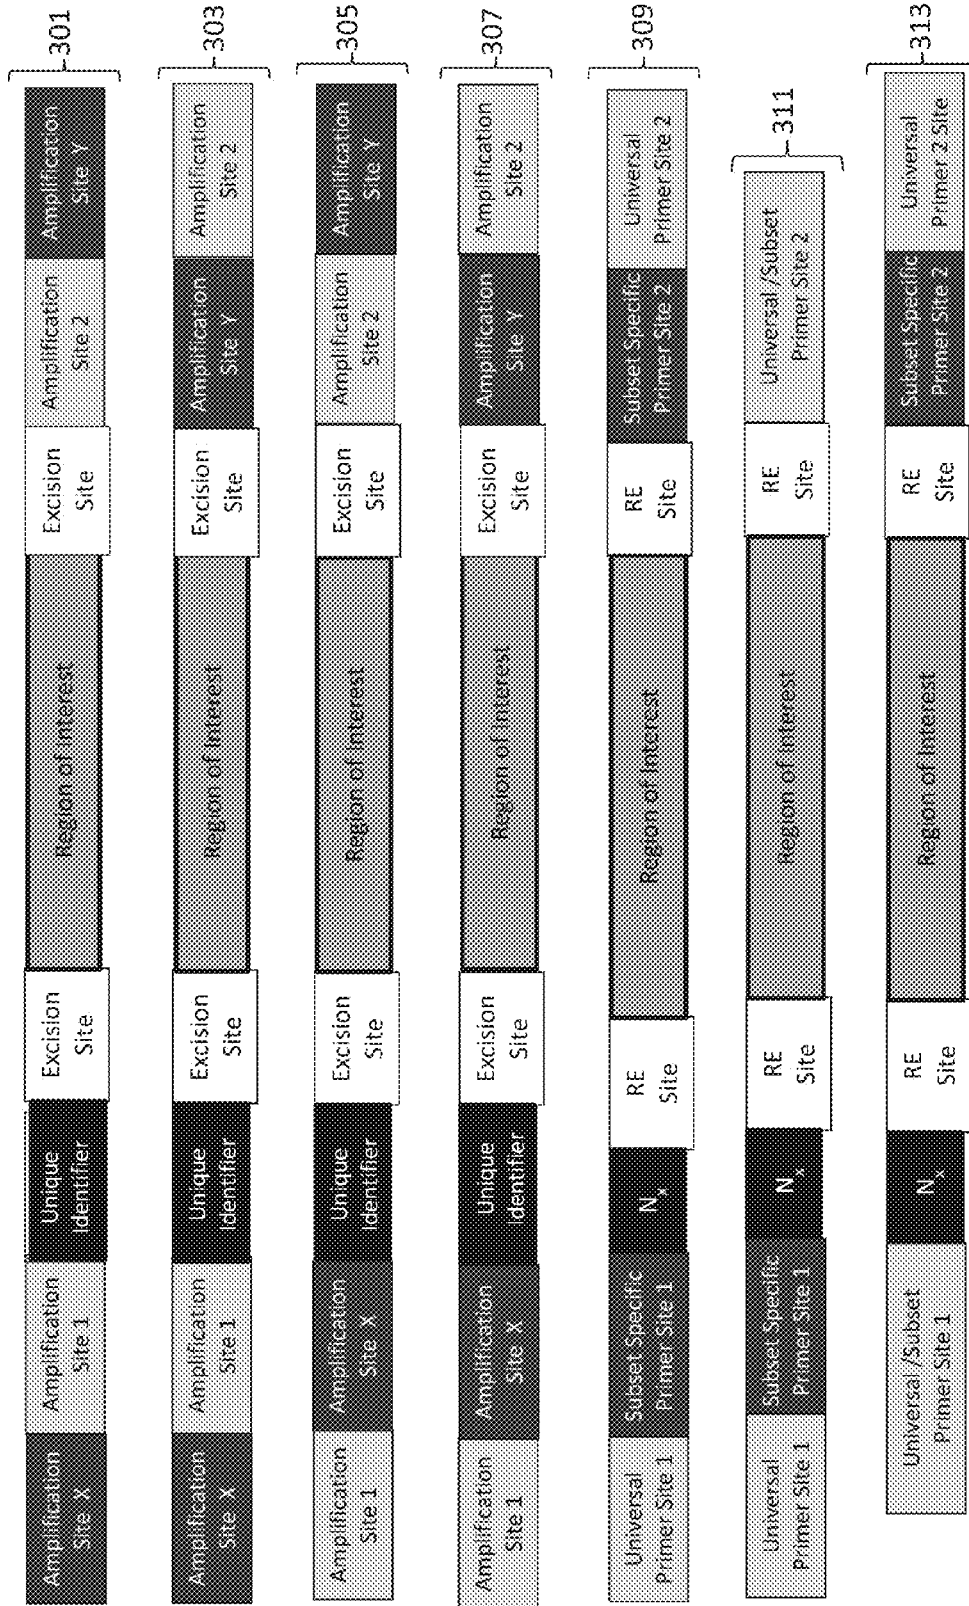 Amplification
Site X
Amplification
Site 1
Unique
Identifier
Excision
Site
Region of Interest
Excision
Site
Amplification
Site 2
Amplification
Site Y
301
Amplification
Site X
Amplification
Site 1
Unique
Identifier
Excision
Site
Region of Interest
Excision
Site
Amplification
Site Y
Amplification
Site 2
303
Amplification
Site 1
Amplification
Site X
Unique
Identifier
Excision
Site
Region of Interest
Excision
Site
Amplification
Site 2
Amplification
Site Y
305
Amplification
Site 1
Amplification
Site X
Unique
Identifier
Excision
Site
Region of Interest
Excision
Site
Amplification
Site Y
Amplification
Site 2
307
Universal
Primer Site 1
Subset Specific
Primer Site 1
Nx
RE
Site
Region of Interest
RE
Site
Subset Specific
Primer Site 2
Universal
Primer Site 2
309
Universal
Primer Site 1
Subset Specific
Primer Site 1
Nx
RE
Site
Region of Interest
RE
Site
Universal /Subset
Primer Site 2
311
Universal /Subset
Primer Site 1
Nx
RE
Site
Region of Interest
RE
Site
Subset Specific
Primer Site 2
Universal
Primer 2 Site
313